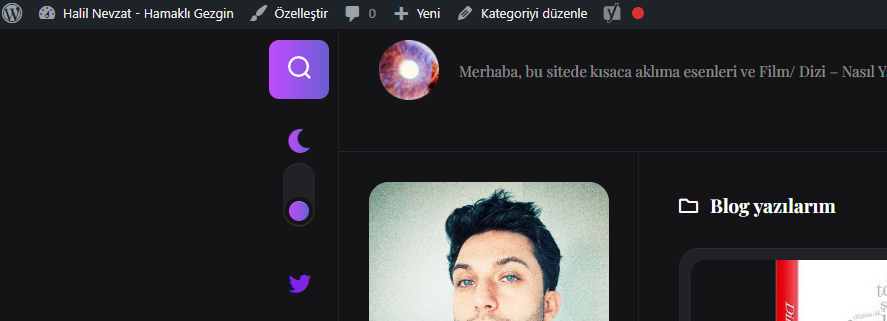 Halil Nevzat - Hamaklı Gezgin Özelleştir 0 Yeni Kategoriyi düzenle
Merhaba, bu sitede kısaca aklıma esenleri ve Film/ Dizi – Nasıl
Blog yazılarım